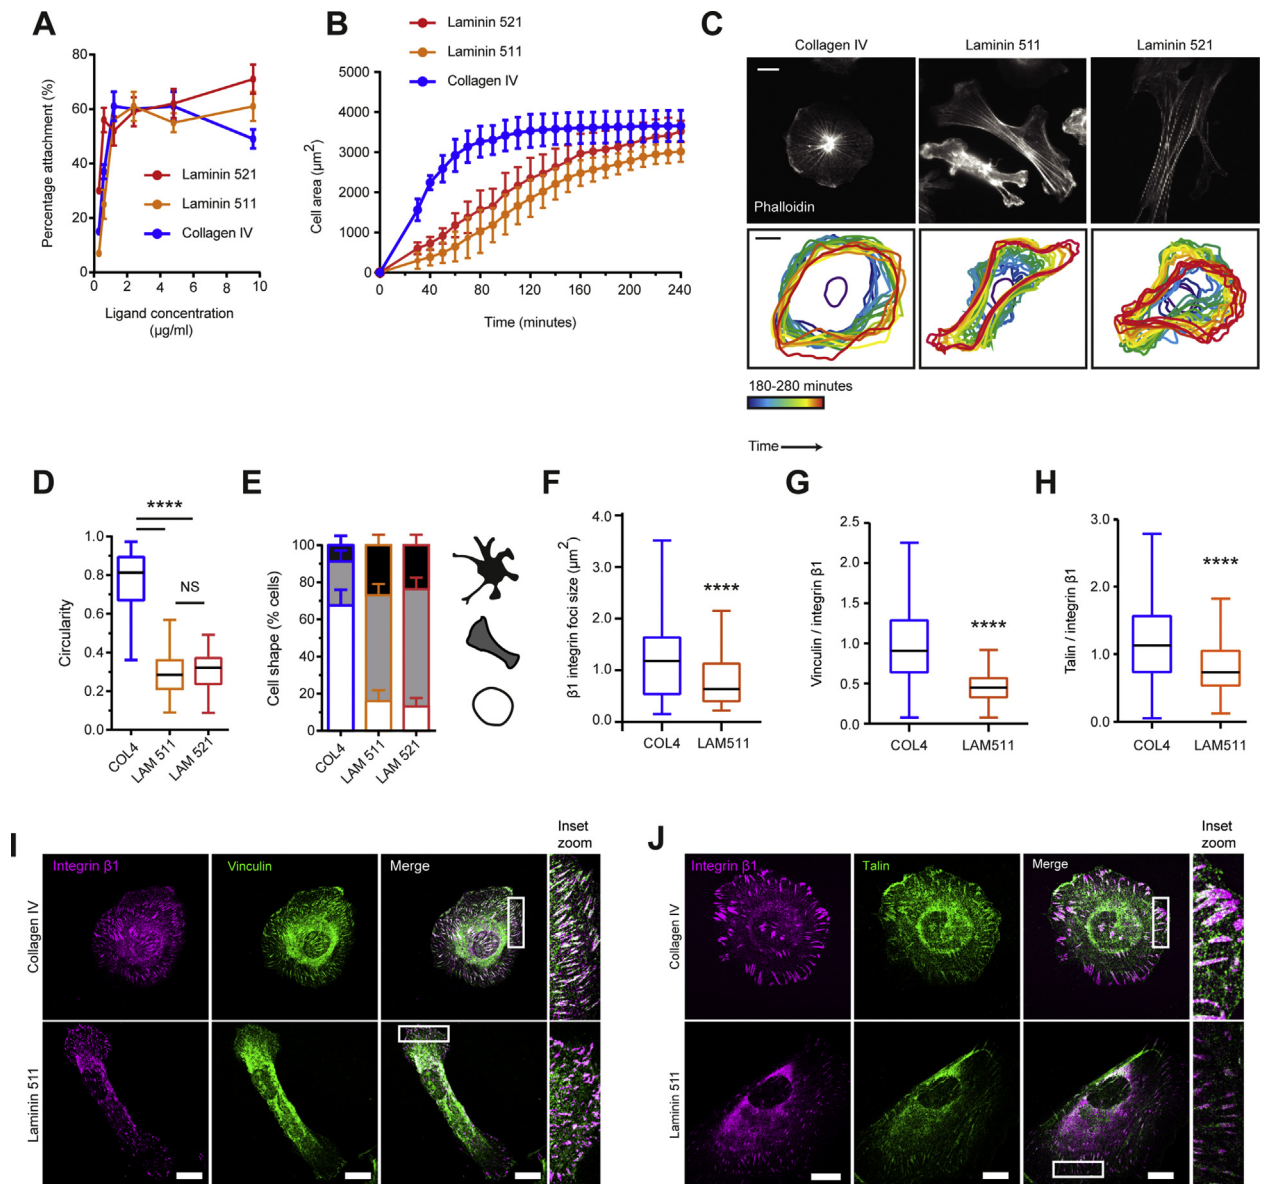 A
80
60
40
20
0
Percentage attachment (%)
Laminin 521
Laminin 511
Collagen IV
0 2 4 6 8 10
Ligand concentration
(µg/ml)
B
Laminin 521
Laminin 511
Collagen IV
5000
4000
3000
2000
1000
0
Cell area (µm2)
0 40 80 120 160 200 240
Time (minutes)
C
Collagen IV Laminin 511 Laminin 521
Phalloidin
180-280 minutes
Time
D
****
NS
1.0
0.8
0.6
0.4
0.2
0.0
Circularity
COL4 LAM 511 LAM 521
E
100
80
60
40
20
0
Cell shape (% cells)
COL4 LAM 511 LAM 521
F
4.0
3.0
2.0
1.0
0.0
β1 integrin foci size (µm2)
****
COL4 LAM511
G
2.5
2.0
1.5
1.0
0.5
0.0
Vinculin / integrin β1
****
COL4 LAM511
H
3.0
2.0
1.0
0.0
Talin / integrin β1
****
COL4 LAM511
I
Inset
zoom
Integrin β1 Vinculin Merge
Collagen IV
Laminin 511
J
Inset
zoom
Integrin β1 Talin Merge
Collagen IV
Laminin 511